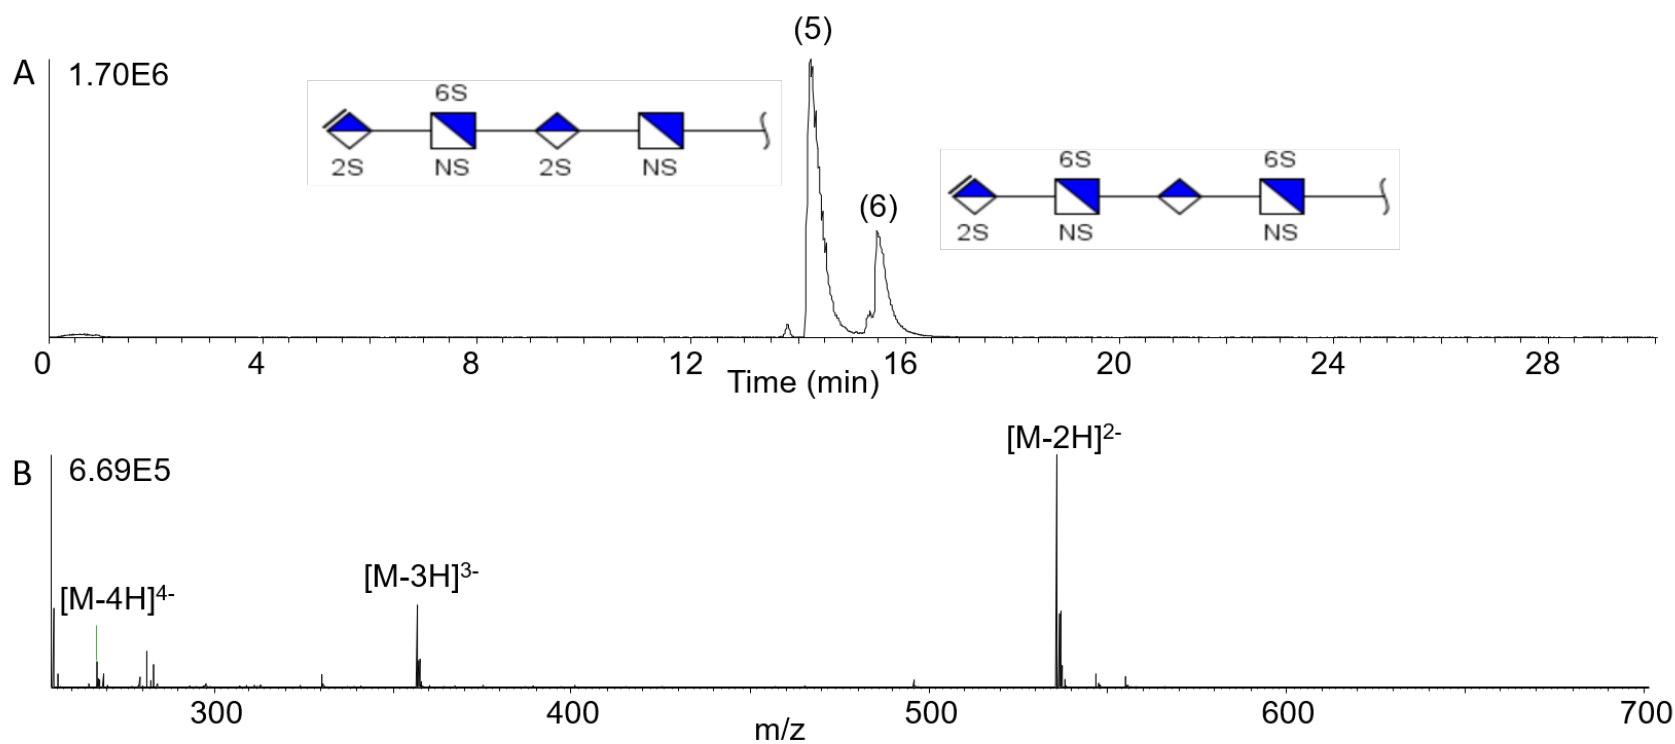 (5)
A 1.70E6
6S
2S NS 2S NS
(6)
6S 6S
2S NS NS
0 4 8 12 16 20 24 28
Time (min)
[M-2H]2-
B 6.69E5
[M-3H]3-
[M-4H]4-
300 400 500 600 700
m/z